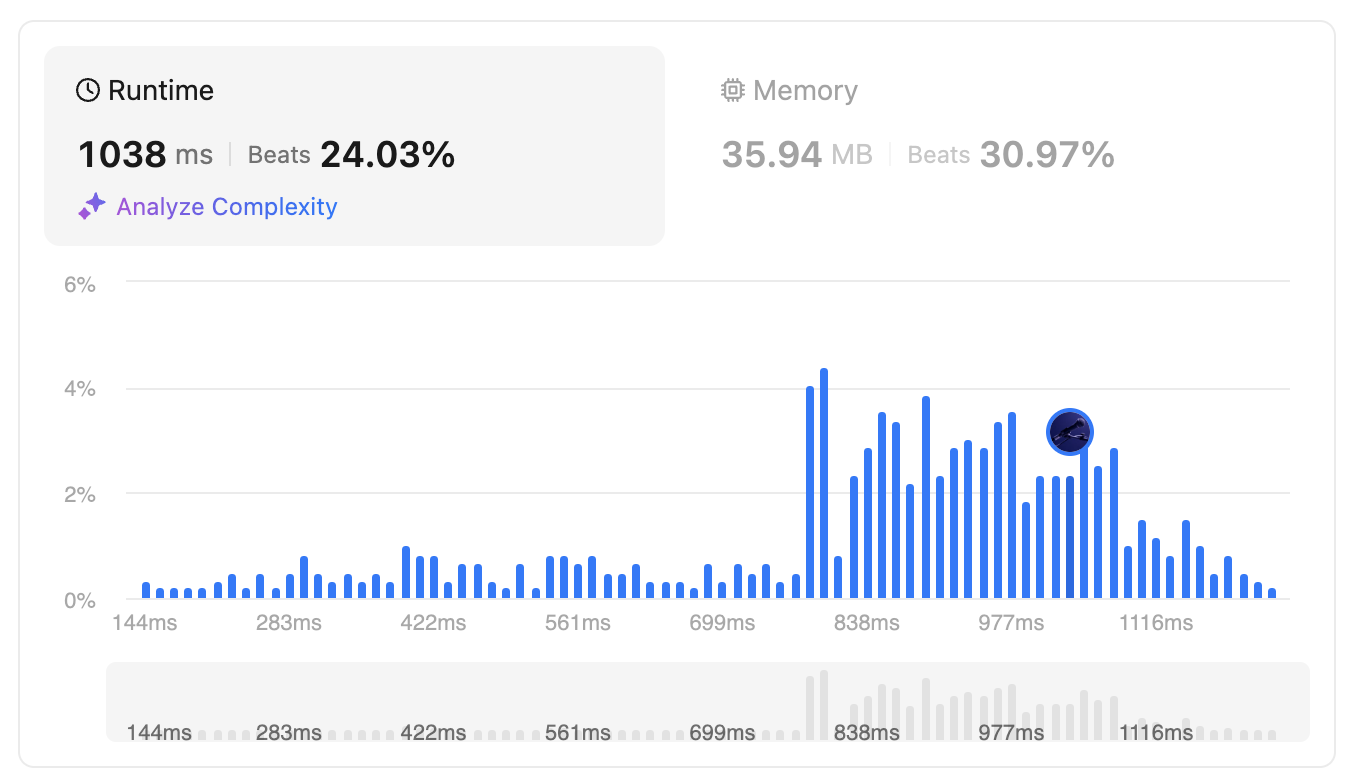 Runtime
1038 ms | Beats 24.03%
Analyze Complexity
Memory
35.94 MB | Beats 30.97%
6%
4%
2%
0%
144ms 283ms 422ms 561ms 699ms 838ms 977ms 1116ms
144ms 283ms 422ms 561ms 699ms 838ms 977ms 1116ms